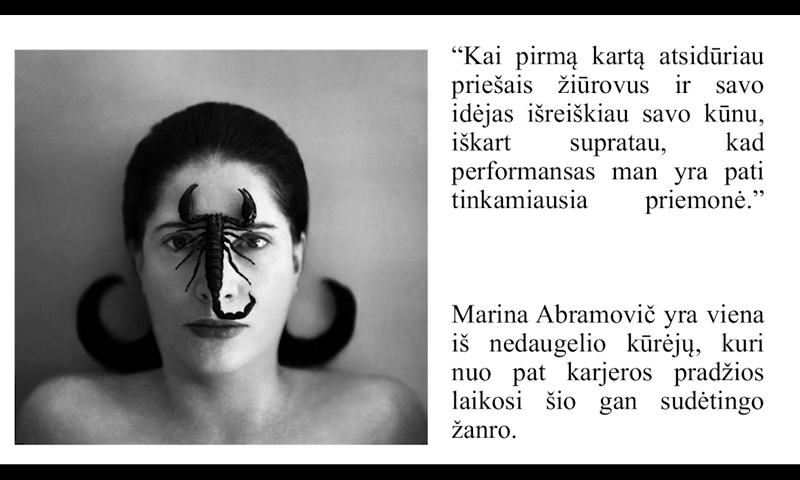 “Kai pirmą kartą atsidūriau
priešais žiūrovus ir savo
idėjas išreiškiau savo kūnu,
iškart supratau, kad
performansas man yra pati
tinkamiausia priemonė.”
Marina Abramovič yra viena
iš nedaugelio kūrėjų, kuri
nuo pat karjeros pradžios
laikosi šio gan sudėtingo
žanro.